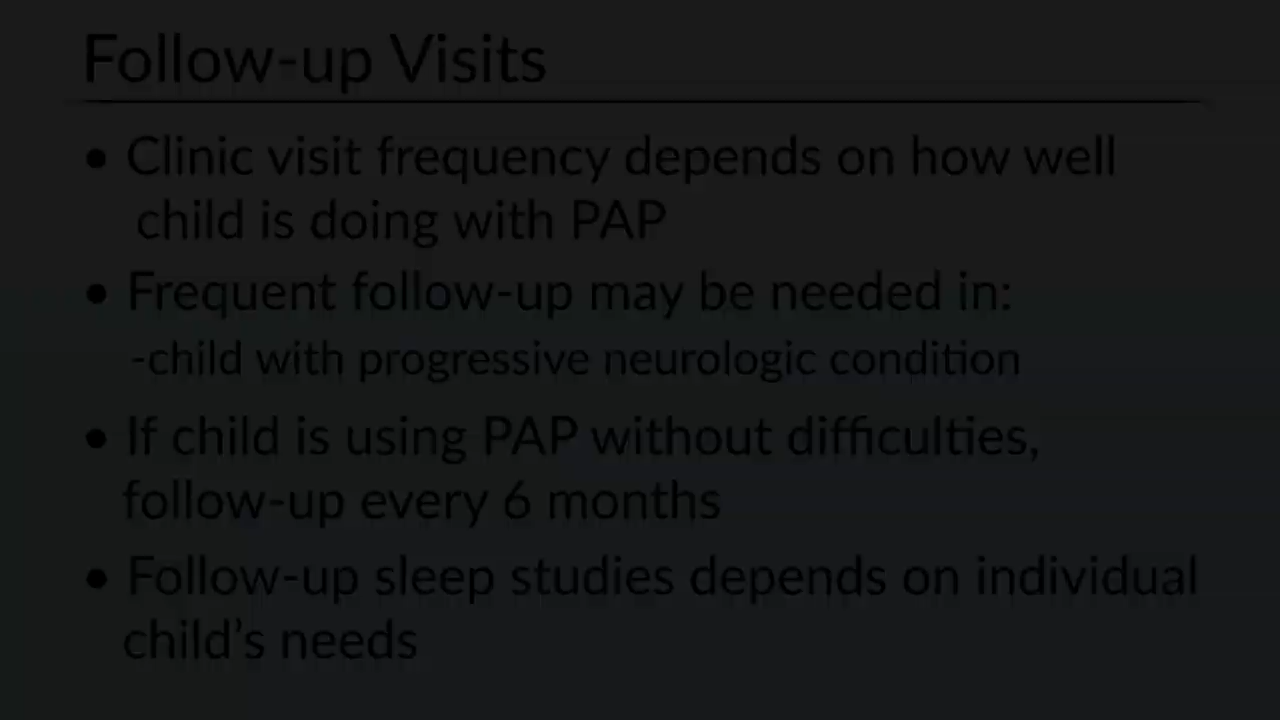 Follow-up Visits
• Clinic visit frequency depends on how well
child is doing with PAP
• Frequent follow-up may be needed in:
-child with progressive neurologic condition
• If child is using PAP without difficulties,
follow-up every 6 months
• Follow-up sleep studies depends on individual
child's needs